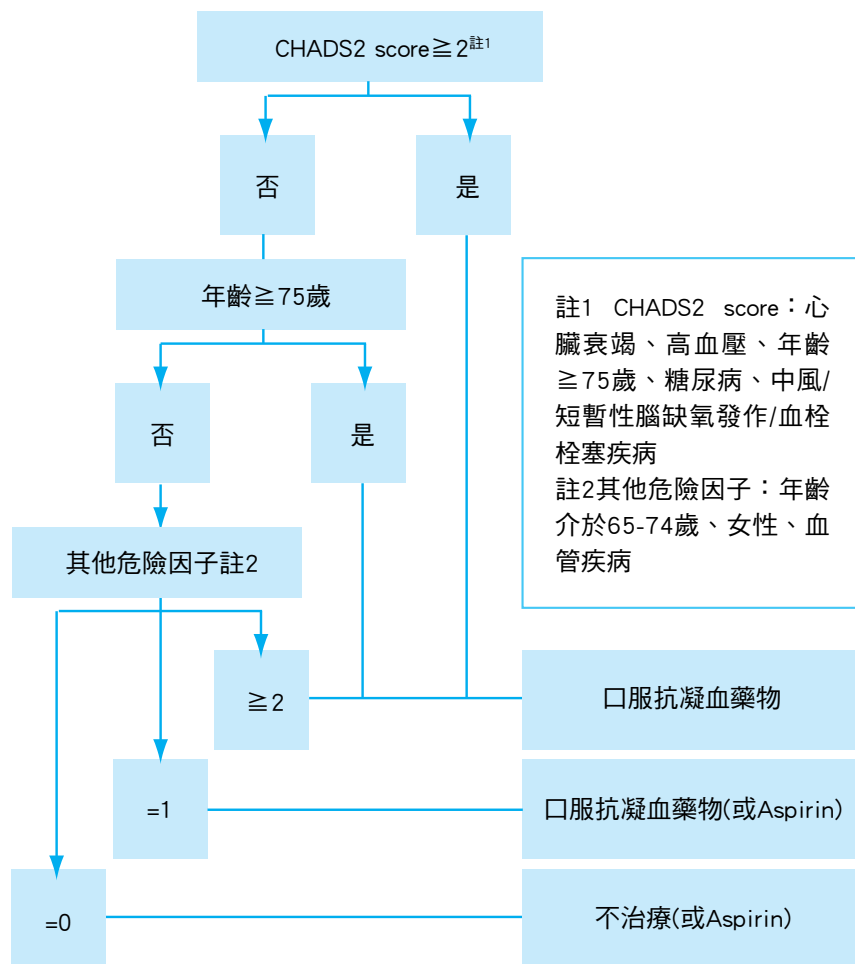 CHADS2 score≧2註1
否
是
年齡≧75歲
否
是
註1 CHADS2 score：心
臟衰竭、高血壓、年齡
≧75歲、糖尿病、中風/
短暫性腦缺氧發作/血栓
栓塞疾病
註2其他危險因子：年齡
介於65-74歲、女性、血
管疾病
其他危險因子註2
≧2
口服抗凝血藥物
=1
口服抗凝血藥物(或Aspirin)
=0
不治療(或Aspirin)